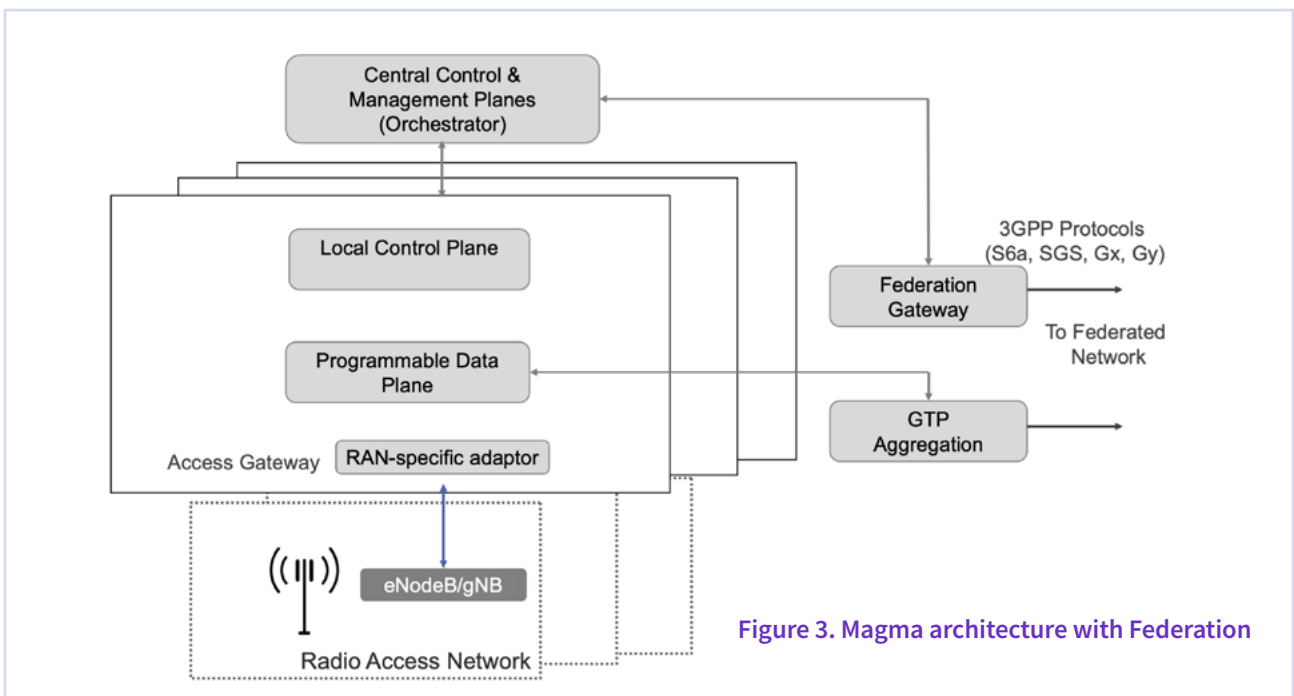 Central Control &
Management Planes
(Orchestrator)
Local Control Plane
3GPP Protocols
(S6a, SGS, Gx, Gy)
Federation
Gateway
To Federated
Network
Programmable Data
Plane
GTP
Aggregation
Access Gateway
RAN-specific adaptor
eNodeB/gNB
Radio Access Network
Figure 3. Magma architecture with Federation